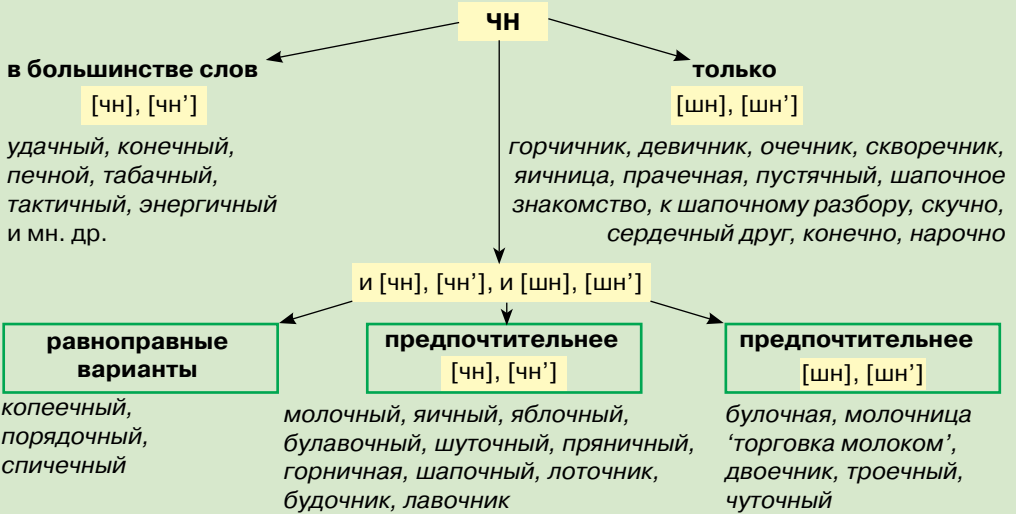 ЧН
в большинстве слов
[чн], [чн’]
удачный, конечный,
печной, табачный,
тактичный, энергичный
и мн. др.
только
[шн], [шн’]
горчичник, девичник, очечник, скворечник,
яичница, прачечная, пустячный, шапочное
знакомство, к шапочному разбору, скучно,
сердечный друг, конечно, нарочно
и [чн], [чн’], и [шн], [шн’]
равноправные
варианты
копеечный,
порядочный,
спичечный
предпочтительнее
[чн], [чн’]
молочный, яичный, яблочный,
булавочный, шуточный, пряничный,
горничная, шапочный, лоточник,
будочник, лавочник
предпочтительнее
[шн], [шн’]
булочная, молочница
‘торговка молоком’,
двоечник, троечный,
чуточный